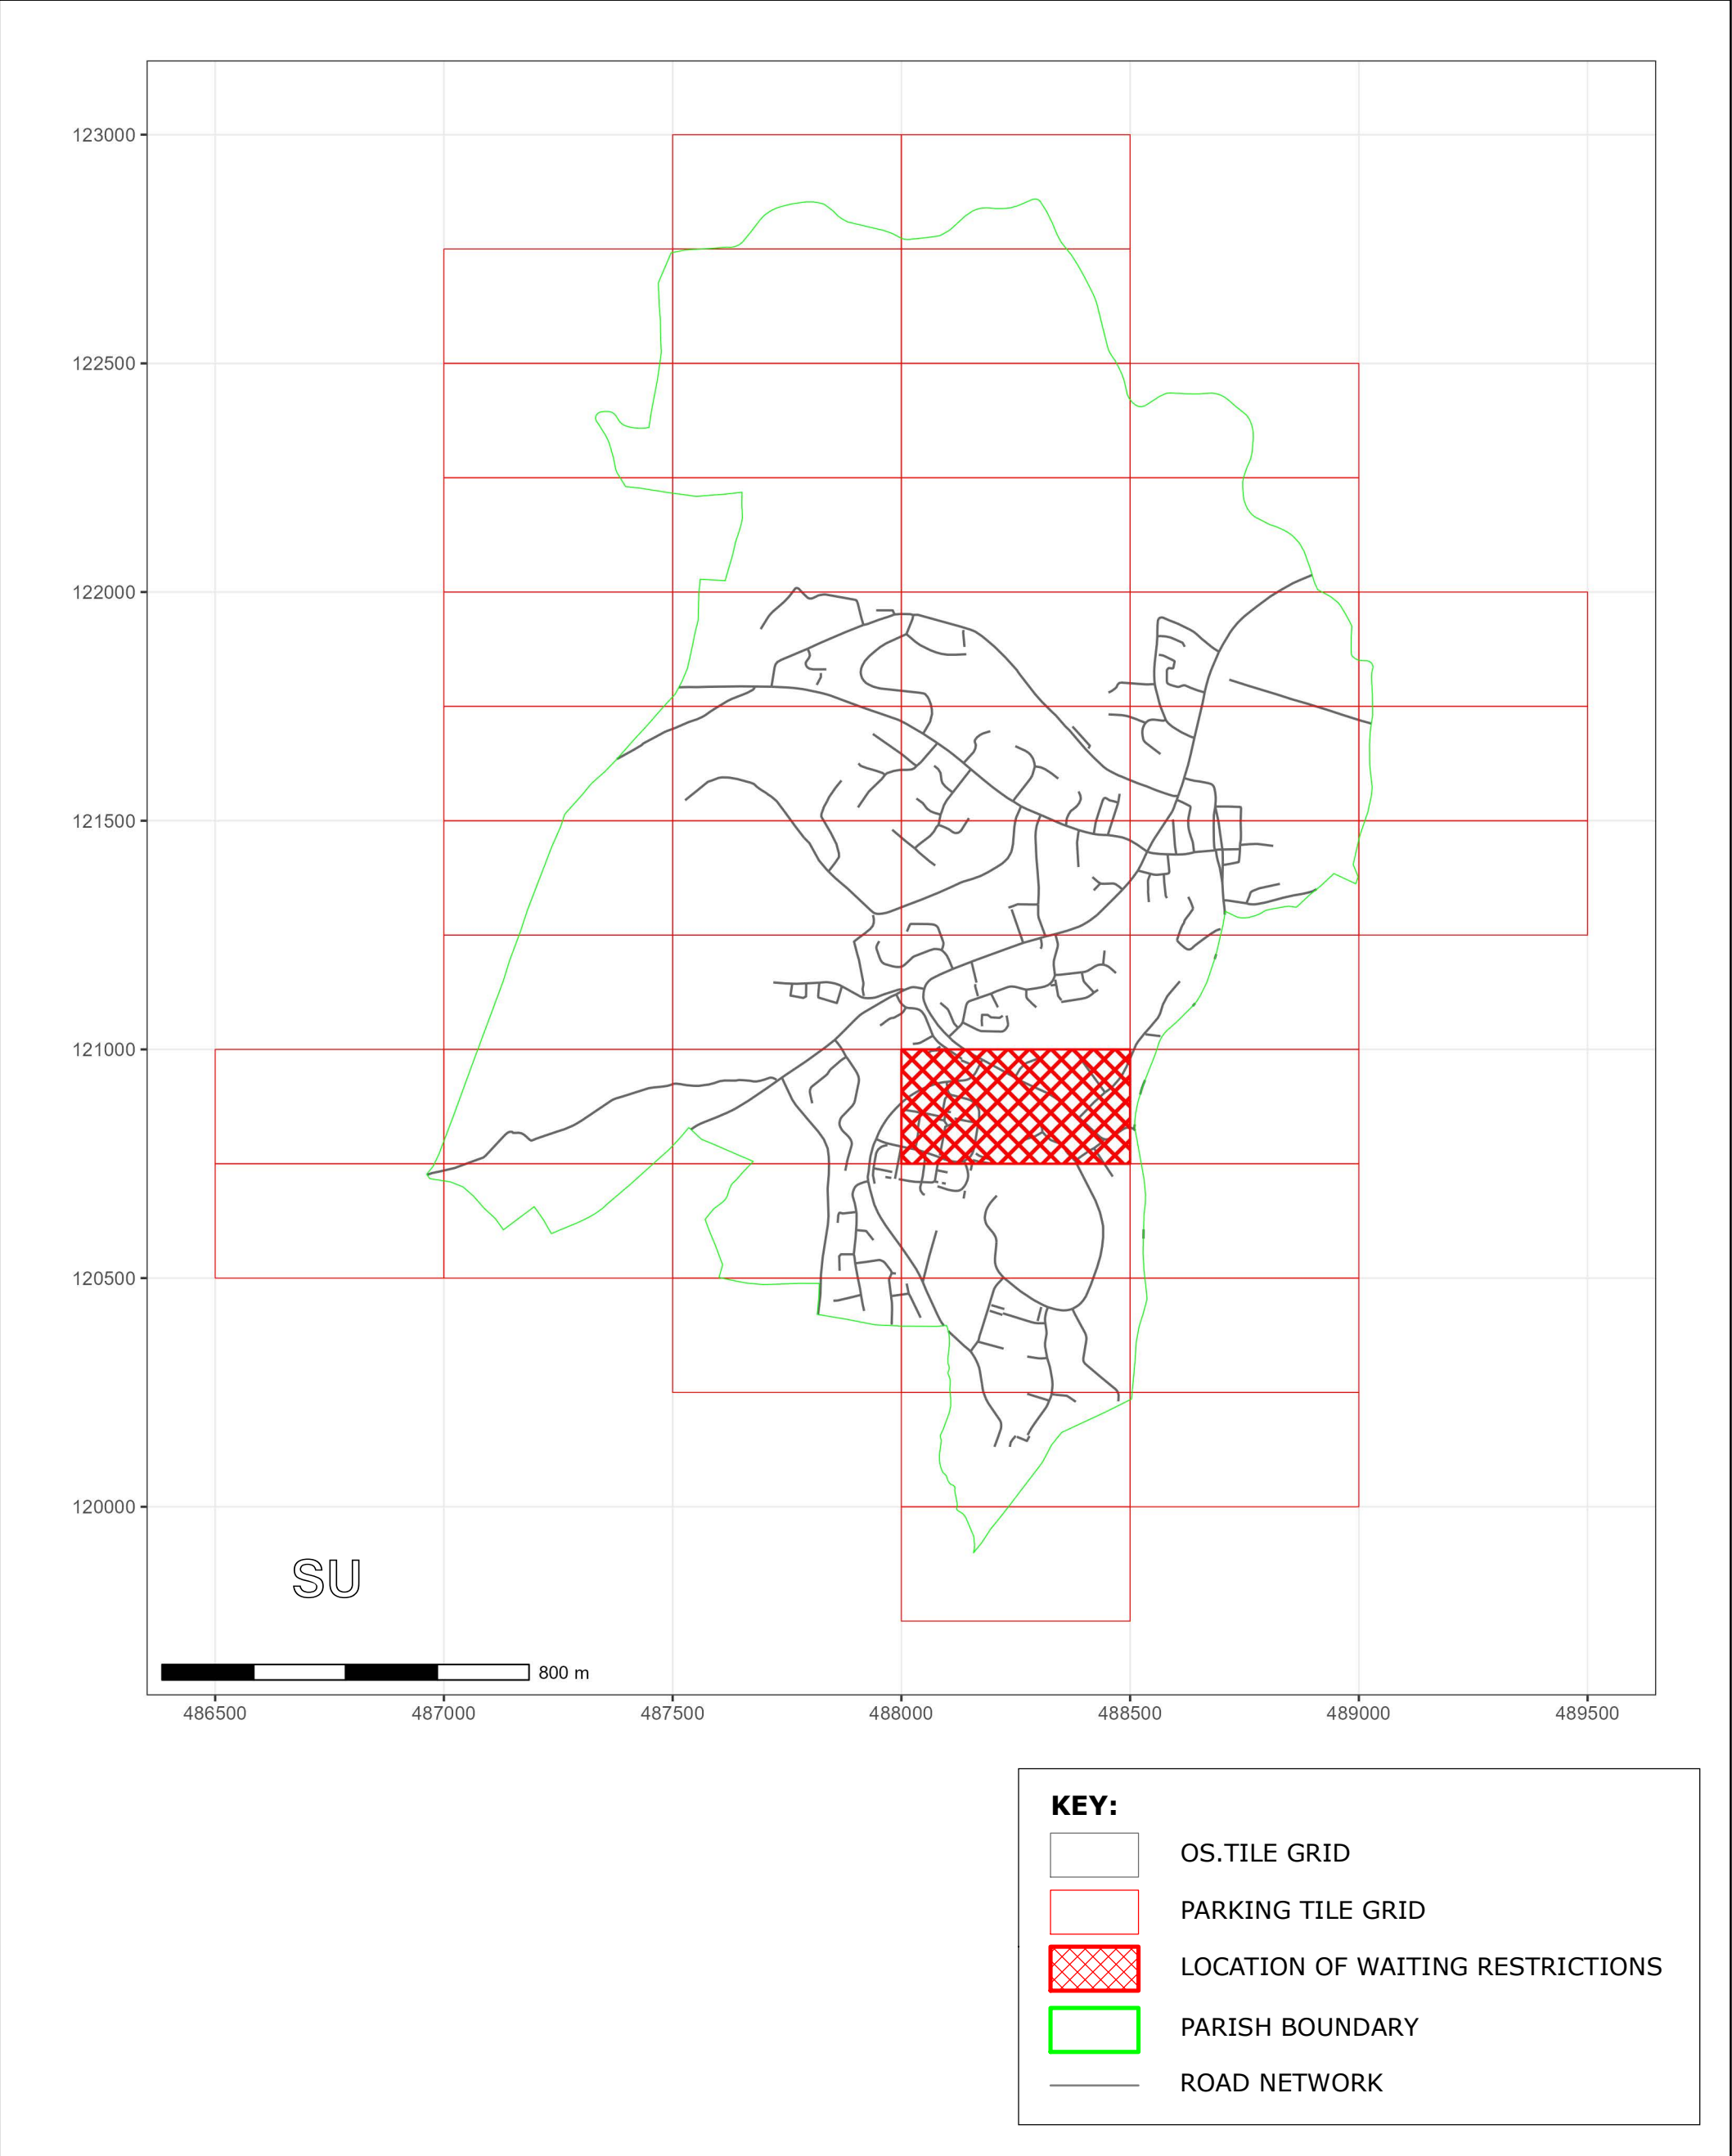 123000
122500
122000
121500
121000
120500
120000
SU
800 m
486500 487000 487500 488000 488500 489000 489500
KEY:
OS.TILE GRID
PARKING TILE GRID
LOCATION OF WAITING RESTRICTIONS
PARISH BOUNDARY
ROAD NETWORK